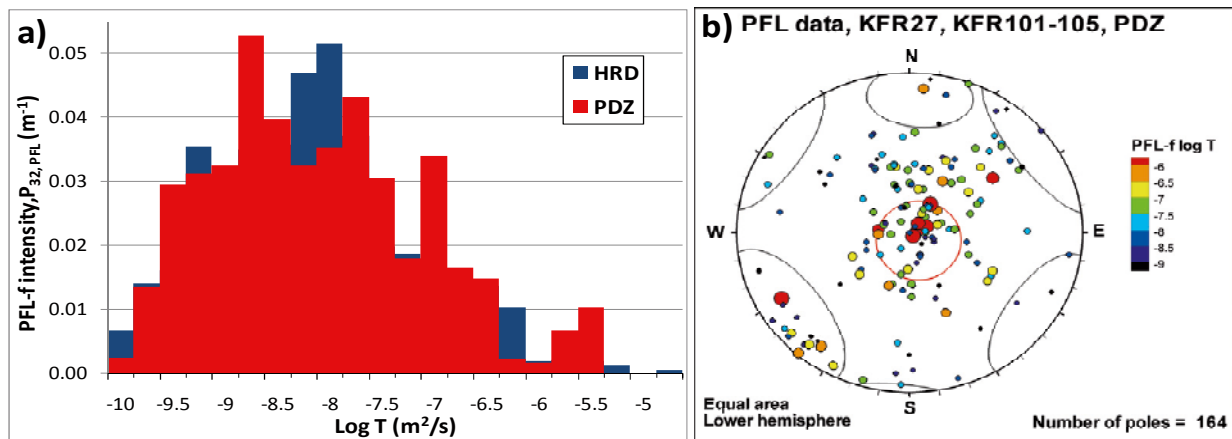 a)
PFL-f intensity,P32,PFL (m-1)
0.05
0.04
0.03
0.02
0.01
0.00
HRD
PDZ
-10 -9.5 -9 -8.5 -8 -7.5 -7 -6.5 -6 -5.5 -5
Log T (m2/s)
b) PFL data, KFR27, KFR101-105, PDZ
N
W
E
S
PFL-f log T
-6
-6.5
-7
-7.5
-8
-8.5
-9
Equal area
Lower hemisphere
Number of poles = 164